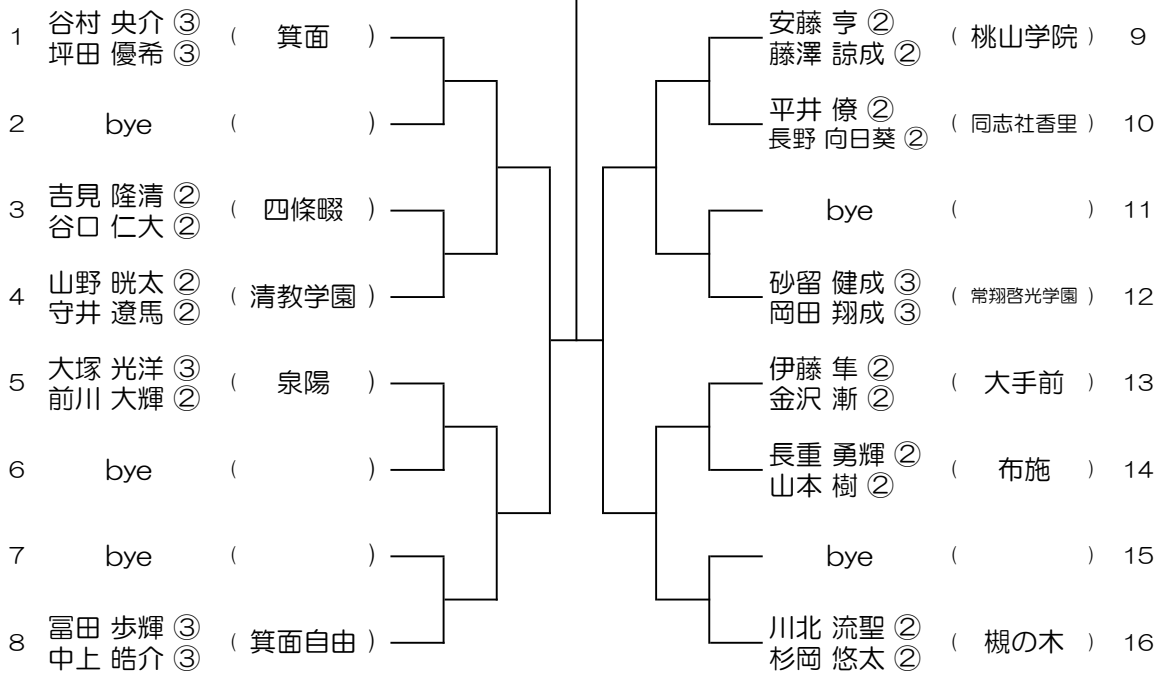 1 谷村 央介 ③ ( 箕面 )
坪田 優希 ③
2 bye ( )
3 吉見 隆清 ② ( 四條畷 )
谷口 仁大 ②
4 山野 晄太 ② ( 清教学園 )
守井 遼馬 ②
5 大塚 光洋 ③ ( 泉陽 )
前川 大輝 ②
6 bye ( )
7 bye ( )
8 冨田 歩輝 ③ ( 箕面自由 )
中上 皓介 ③
安藤 亨 ② ( 桃山学院 ) 9
藤澤 諒成 ②
平井 僚 ② ( 同志社香里 ) 10
長野 向日葵 ②
bye ( ) 11
砂留 健成 ③ ( 常翔啓光学園 ) 12
岡田 翔成 ③
伊藤 隼 ② ( 大手前 ) 13
金沢 漸 ②
長重 勇輝 ② ( 布施 ) 14
山本 樹 ②
bye ( ) 15
川北 流聖 ② ( 槻の木 ) 16
杉岡 悠太 ②